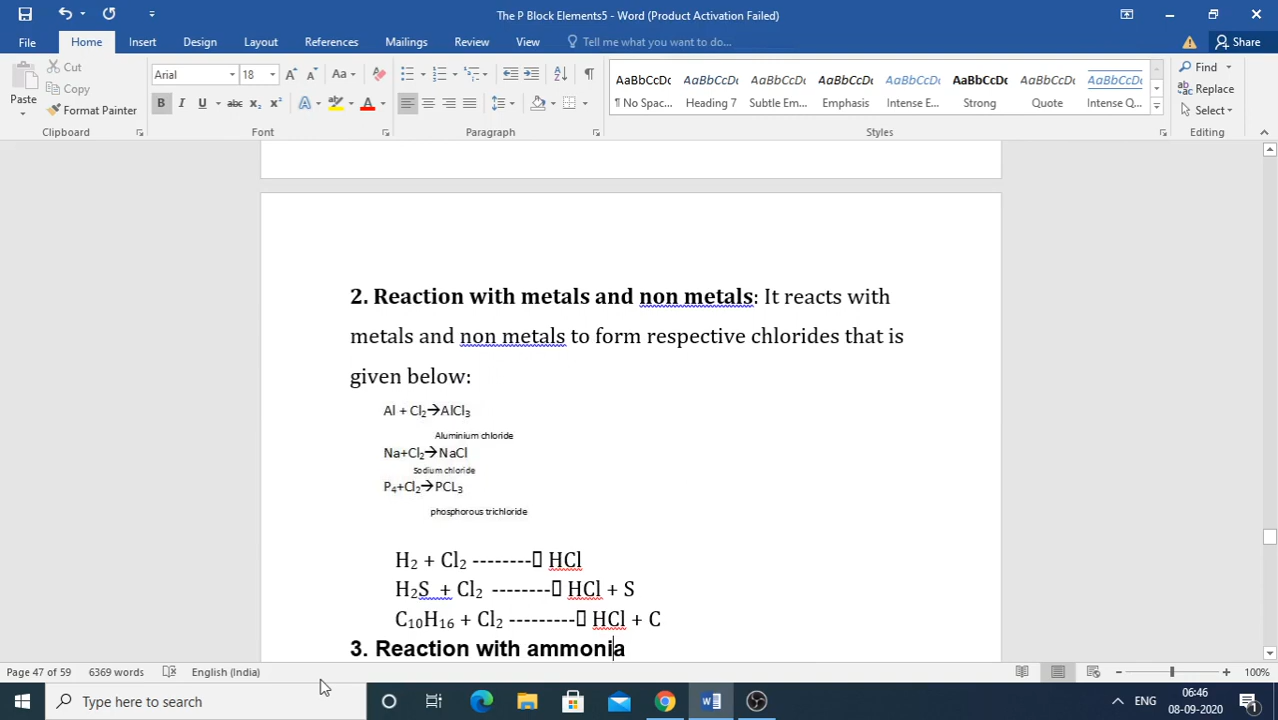 The P Block Elements5 - Word (Product Activation Failed)
File Home Insert Design Layout References Mailings Review View Tell me what you want to do... Share
Paste Cut Copy Format Painter
Arial 18 Aa
B I U abc x₂ x² A A
AaBbCcDc AaBbCcDc AaBbCcDc AaBbCcDc AaBbCcDc AaBbCcDc AaBbCcDc AaBbCcDc
¶ No Spac... Heading 7 Subtle Em... Emphasis Intense E... Strong Quote Intense Q...
Find Replace Select
Clipboard Font Paragraph Styles Editing
2. Reaction with metals and non metals: It reacts with
metals and non metals to form respective chlorides that is
given below:
Al + Cl₂→AlCl₃
Aluminium chloride
Na+Cl₂→NaCl
Sodium chloride
P₄+Cl₂→PCL₃
phosphorous trichloride
H₂ + Cl₂ --------▯ HCl
H₂S + Cl₂ --------▯ HCl + S
C₁₀H₁₆ + Cl₂ ---------▯ HCl + C
3. Reaction with ammonia
Page 47 of 59 6369 words English (India) 100%
Type here to search
ENG 06:46
08-09-2020 1